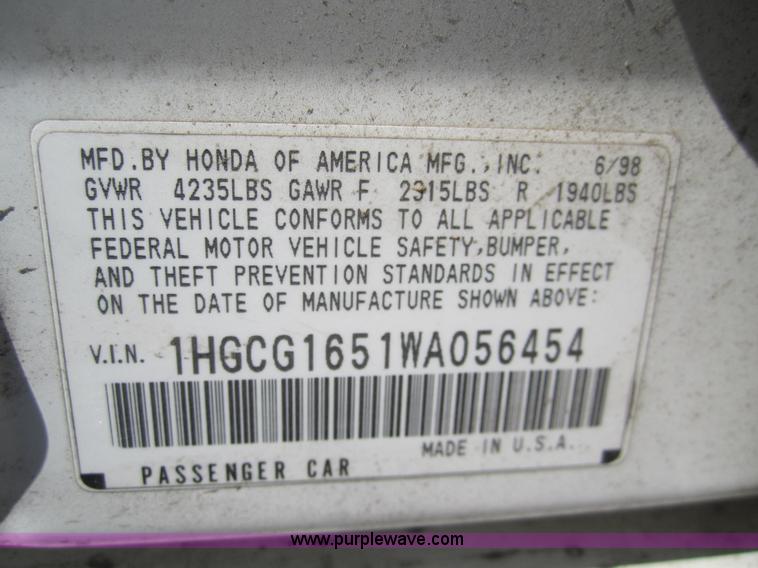 MFD.BY HONDA OF AMERICA MFG.,INC. 6/98
GVWR 4235LBS GAWR F 2315LBS R 1940LBS
THIS VEHICLE CONFORMS TO ALL APPLICABLE
FEDERAL MOTOR VEHICLE SAFETY,BUMPER,
AND THEFT PREVENTION STANDARDS IN EFFECT
ON THE DATE OF MANUFACTURE SHOWN ABOVE:
V.I.N. 1HGCG1651WA056454
MADE IN U.S.A.
PASSENGER CAR
www.purplewave.com